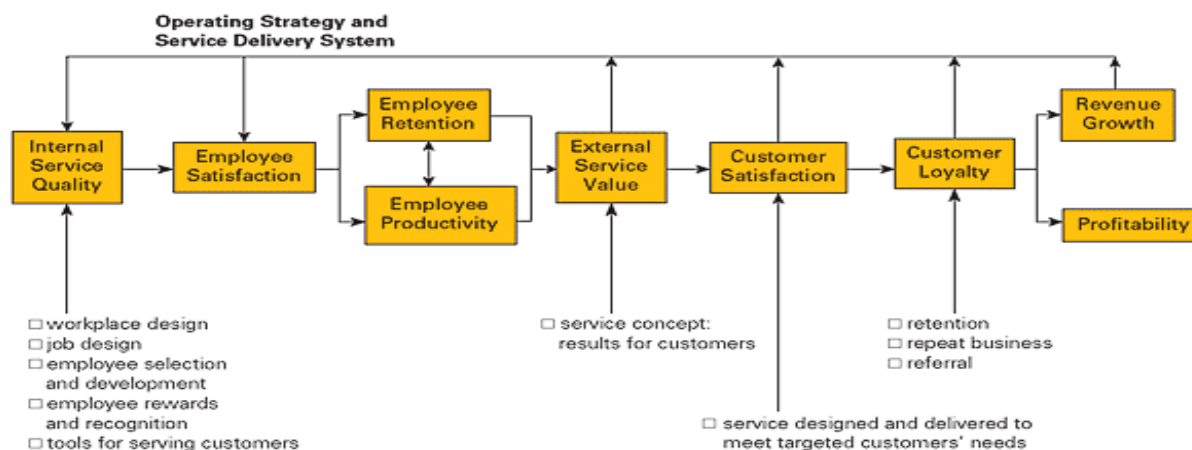 Operating Strategy and
Service Delivery System
Internal
Service
Quality
Employee
Satisfaction
Employee
Retention
Employee
Productivity
External
Service
Value
Customer
Satisfaction
Customer
Loyalty
Revenue
Growth
Profitability
□ workplace design
□ job design
□ employee selection
and development
□ employee rewards
and recognition
□ tools for serving customers
□ service concept:
results for customers
□ service designed and delivered to
meet targeted customers' needs
□ retention
□ repeat business
□ referral